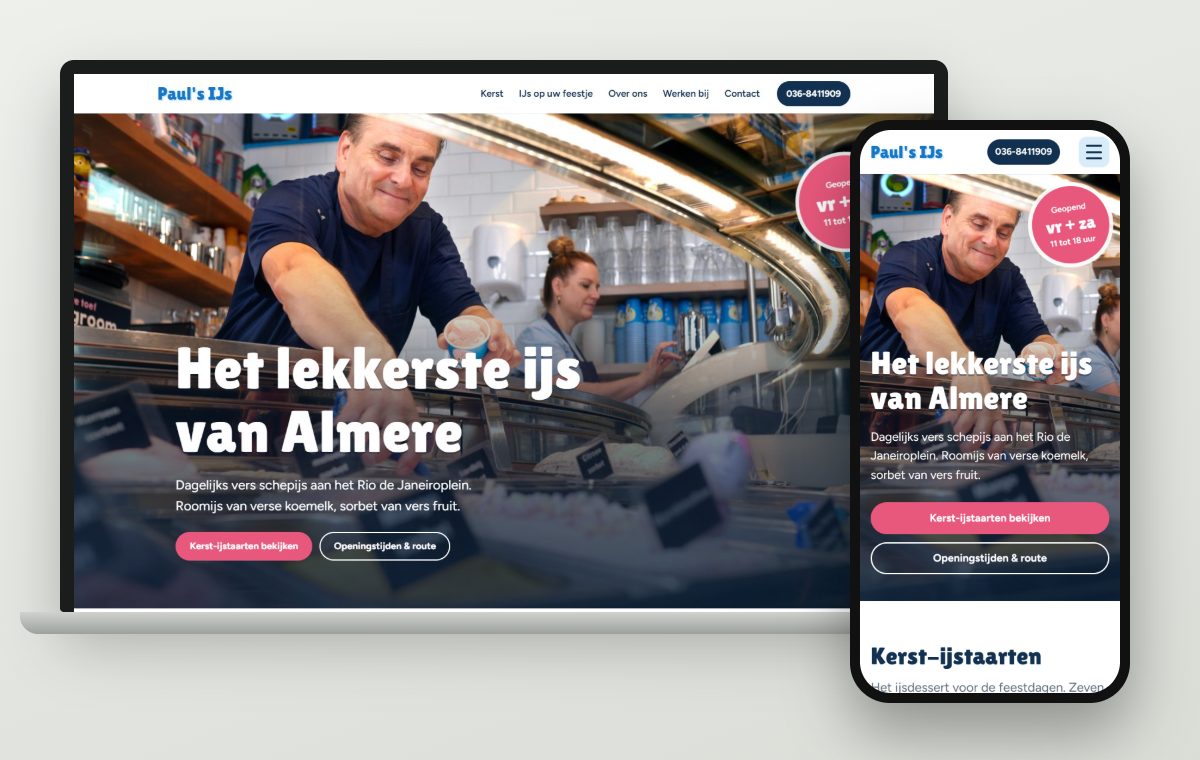 Paul's IJs
Kerst IJs op uw feestje Over ons Werken bij Contact 036-8411909
Geope
vr +
11 tot 1
groom
Het lekkerste ijs
van Almere
Dagelijks vers schepijs aan het Rio de Janeiroplein.
Roomijs van verse koemelk, sorbet van vers fruit.
Kerst-ijstaarten bekijken Openingstijden & route
Paul's IJs 036-8411909
Geopend
vr + za
11 tot 18 uur
Het lekkerste ijs
van Almere
Dagelijks vers schepijs aan het Rio de
Janeiroplein. Roomijs van verse koemelk,
sorbet van vers fruit.
Kerst-ijstaarten bekijken
Openingstijden & route
Kerst-ijstaarten
Het ijsdessert voor de feestdagen. Zeven